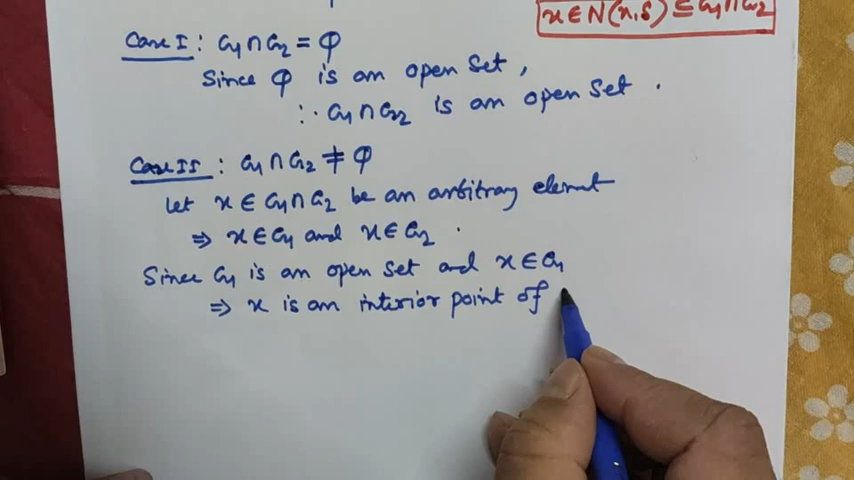 x ∈ N(x,δ) ⊆ G₁∩G₂
Case I : G₁ ∩ G₂ = φ
Since φ is an open set,
∴ G₁ ∩ G₂ is an open set .
Case II : G₁ ∩ G₂ ≠ φ
Let x ∈ G₁ ∩ G₂ be an arbitrary element
⇒ x ∈ G₁ and x ∈ G₂ .
Since G₁ is an open set and x ∈ G₁
⇒ x is an interior point of